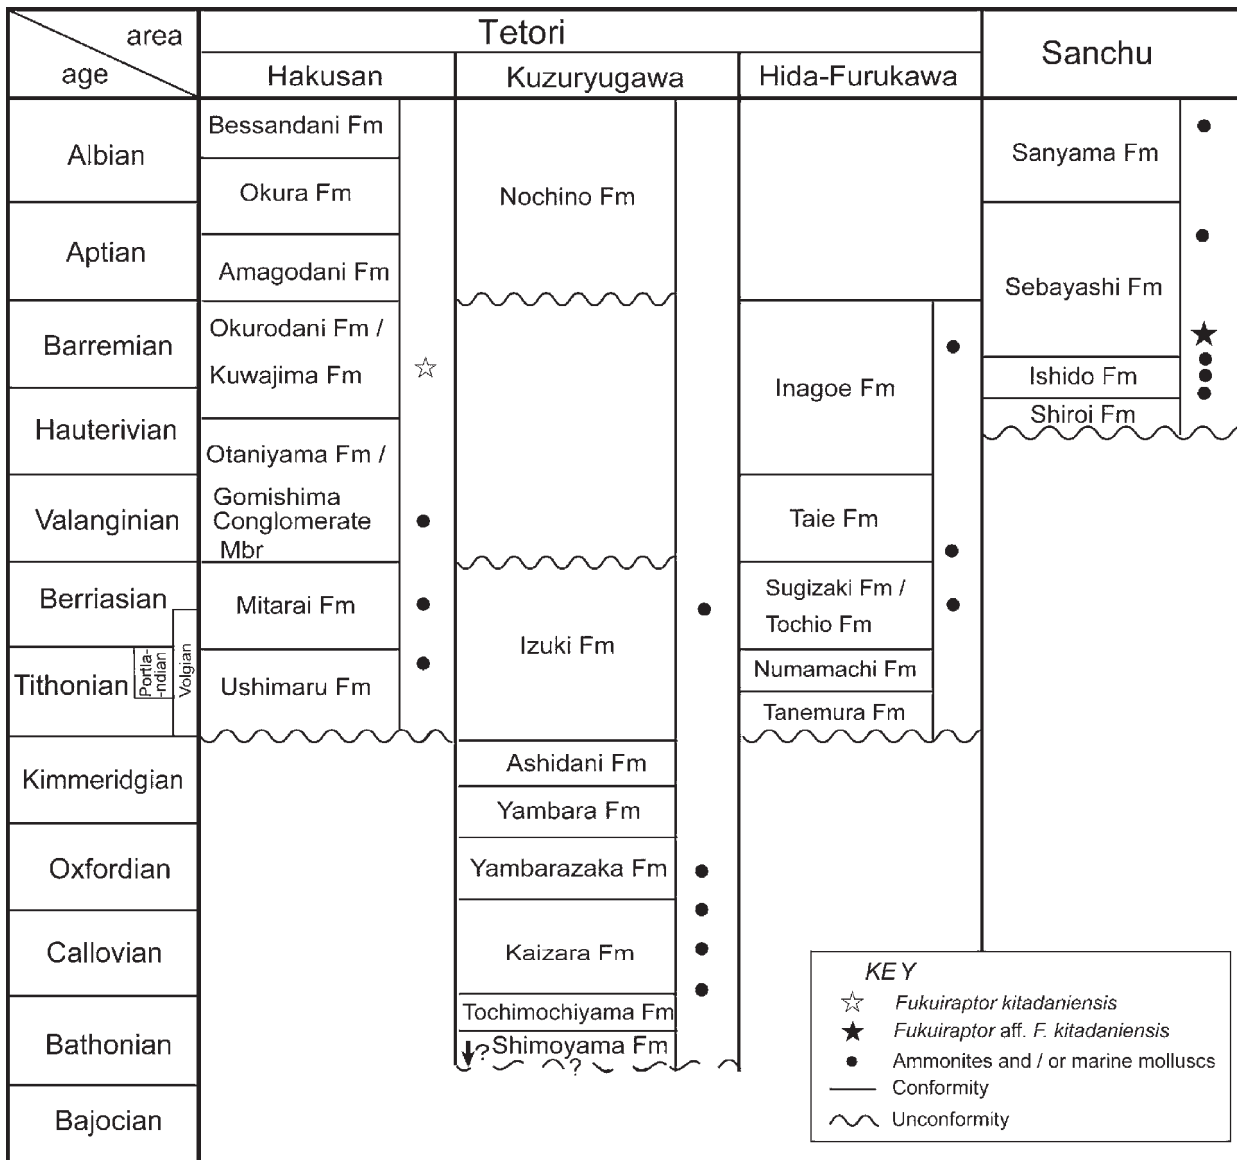 area
age
Tetori
Sanchu
Hakusan
Kuzuryugawa
Hida-Furukawa
Albian
Aptian
Barremian
Hauterivian
Valanginian
Berriasian
Tithonian
Portla-
-ndian
Volgian
Kimmeridgian
Oxfordian
Callovian
Bathonian
Bajocian
Bessandani Fm
Okura Fm
Amagodani Fm
Okurodani Fm /
Kuwajima Fm
Otaniyama Fm /
Gomishima
Conglomerate
Mbr
Mitarai Fm
Ushimaru Fm
Nochino Fm
Izuki Fm
Ashidani Fm
Yambara Fm
Yambarazaka Fm
Kaizara Fm
Tochimochiyama Fm
? Shimoyama Fm
?
Inagoe Fm
Taie Fm
Sugizaki Fm /
Tochio Fm
Numamachi Fm
Tanemura Fm
Sanyama Fm
Sebayashi Fm
Ishido Fm
Shiroi Fm
KEY
Fukuiraptor kitadaniensis
Fukuiraptor aff. F. kitadaniensis
Ammonites and / or marine molluscs
Conformity
Unconformity